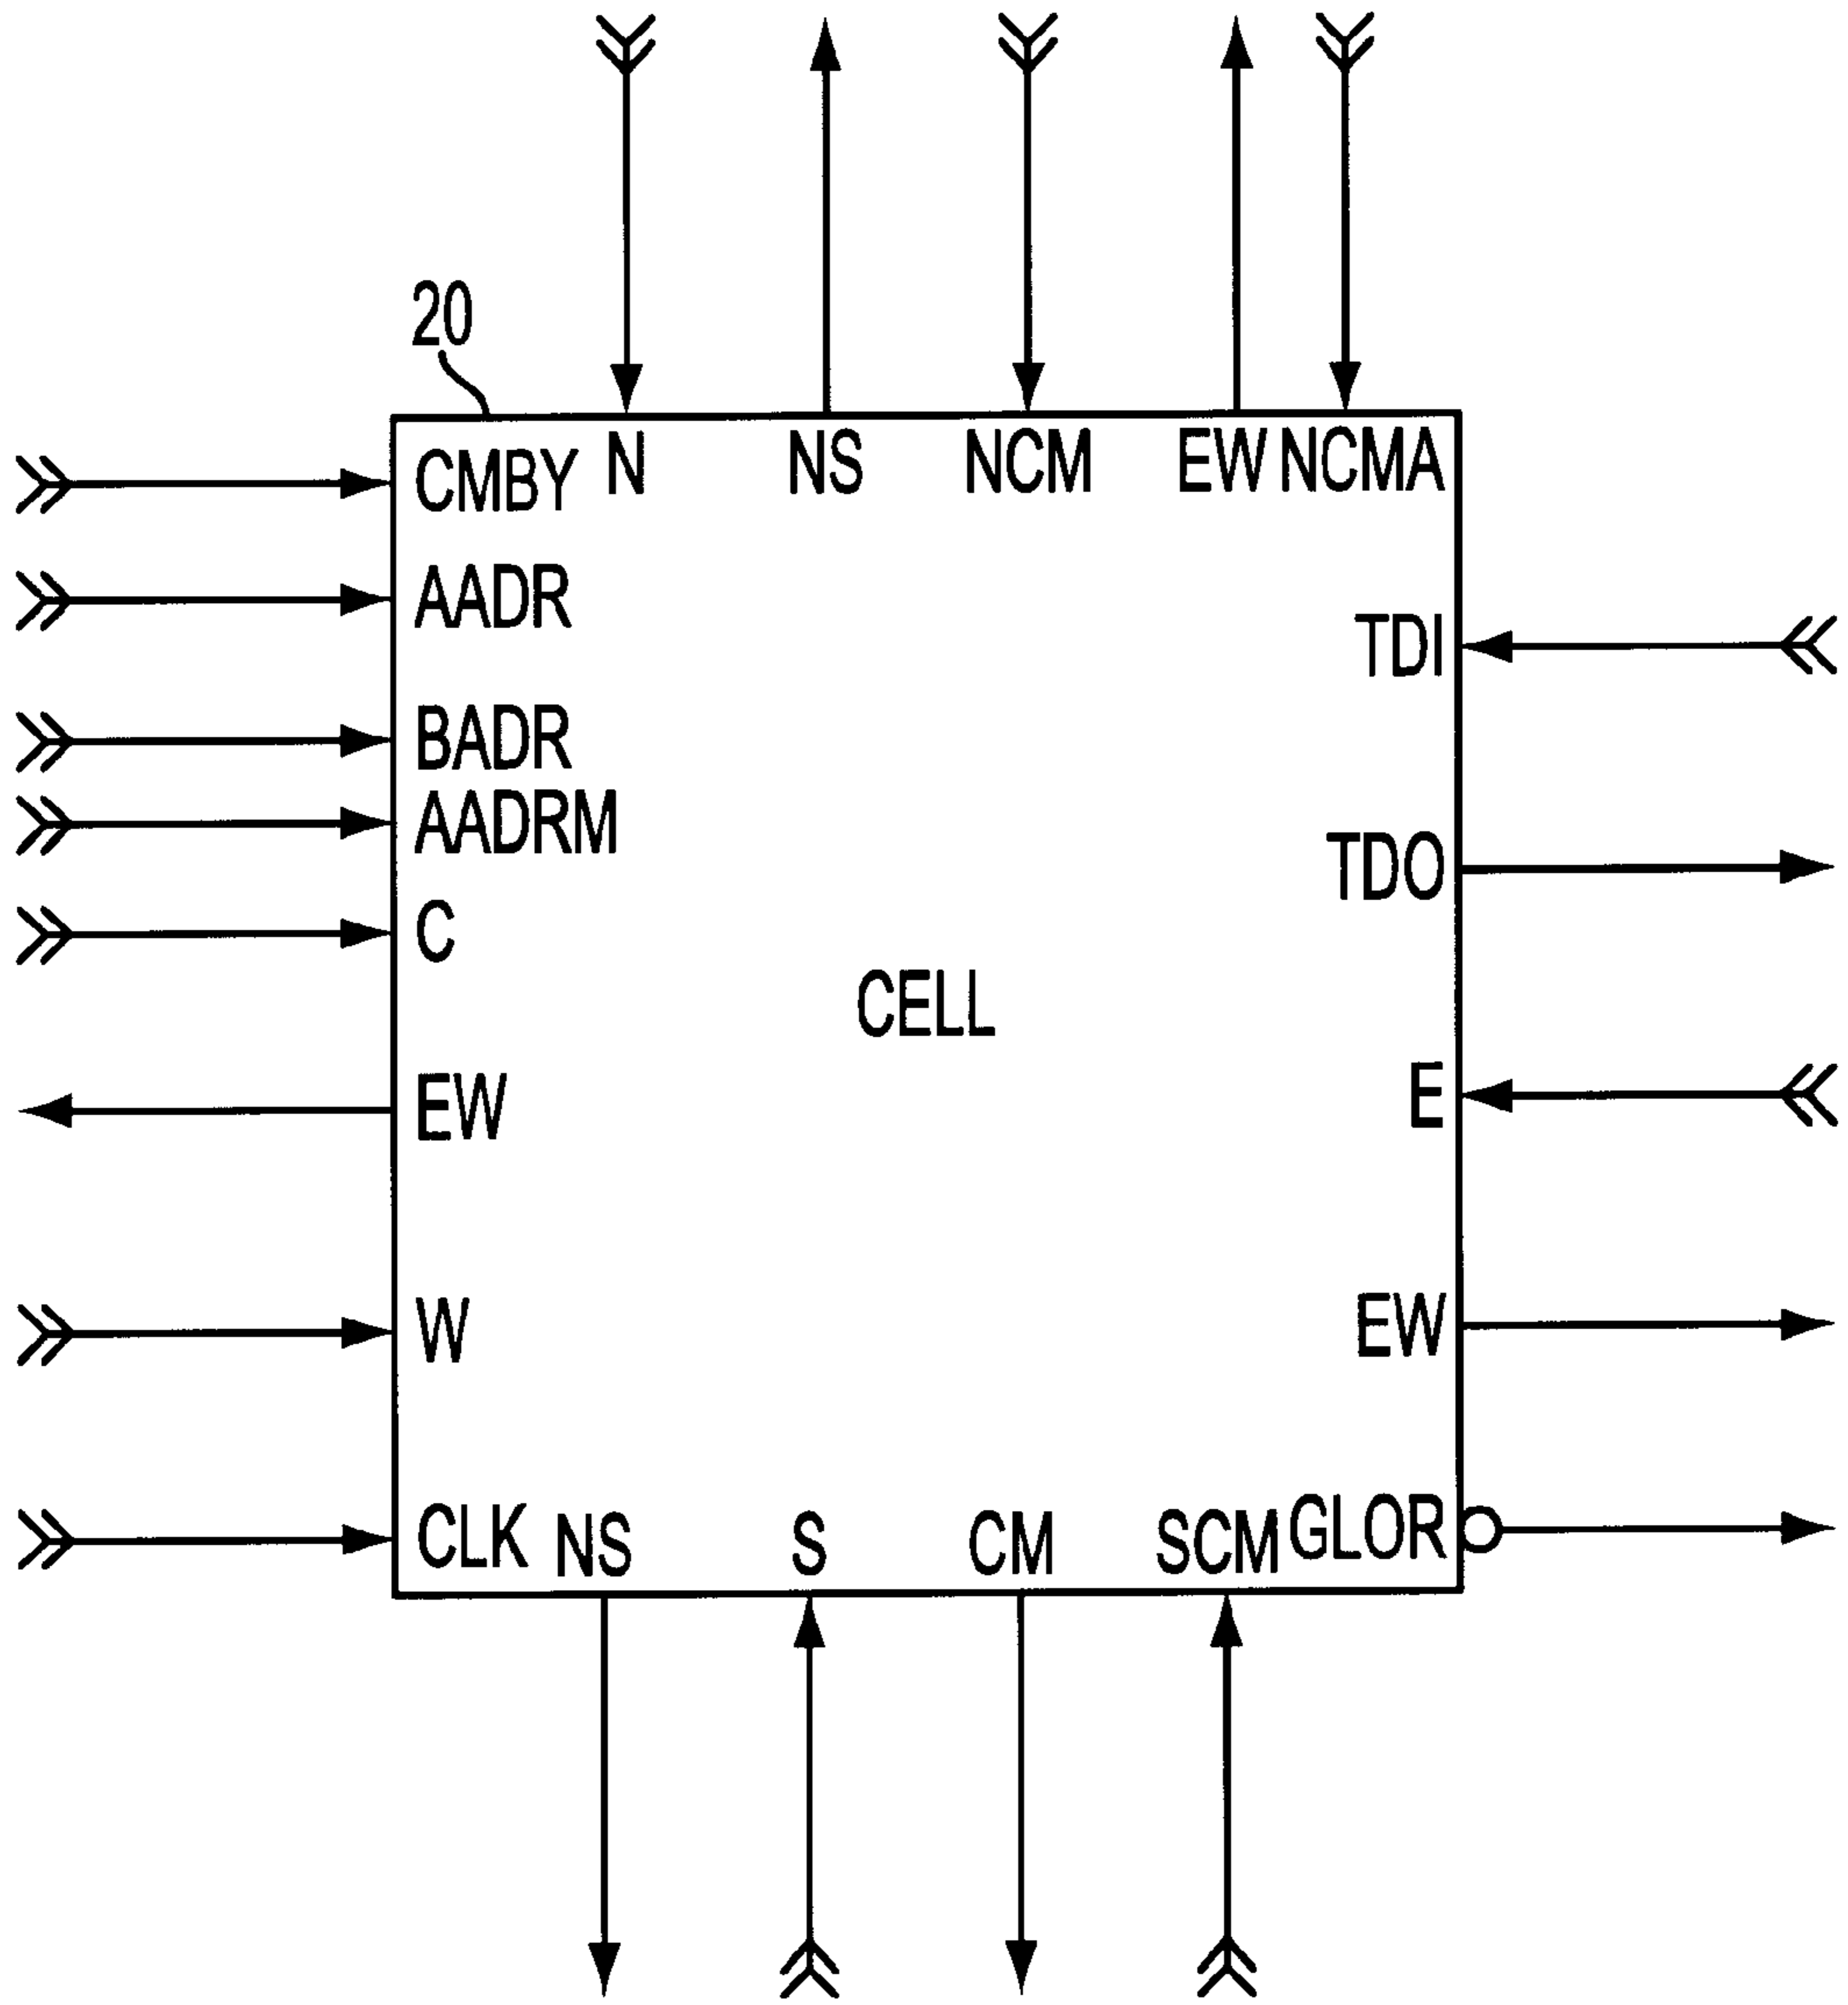 20
CMBY N NS NCM EW NCMA
AADR
TDI
BADR
AADRM
TDO
C
CELL
EW
E
W
EW
CLK NS S CM SCM GLOR